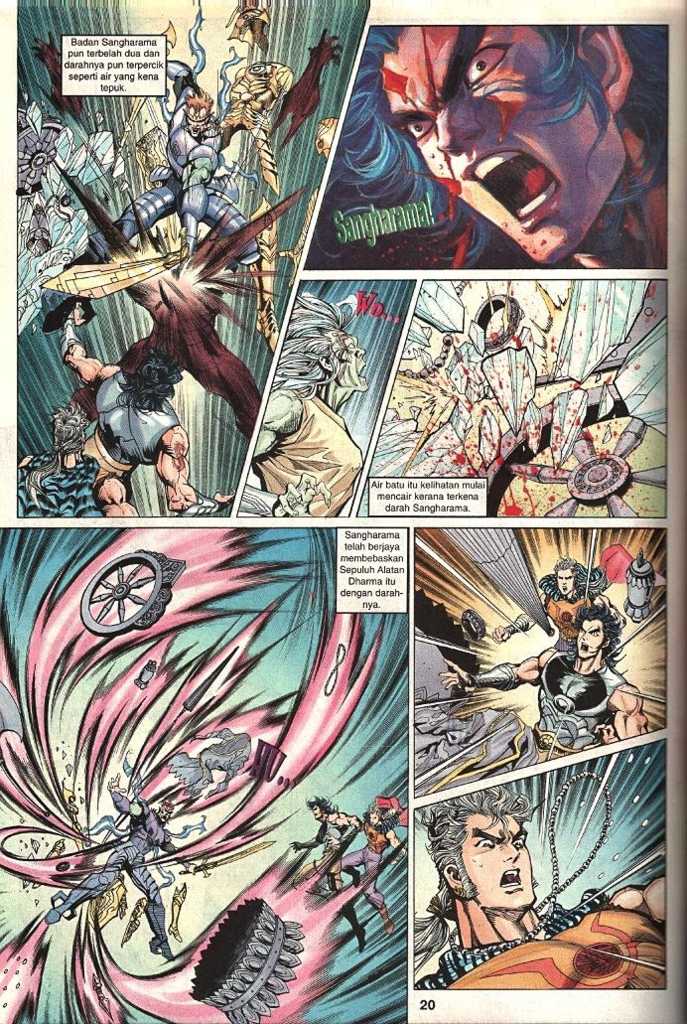 Badan Sangharama
pun terbelah dua dan
darahnya pun terpercik
seperti air yang kena
tepuk.
Sangharama!
Wo...
Air batu itu kelihatan mulai
mencair kerana terkena
darah Sangharama.
Sangharama
telah berjaya
membebaskan
Sepuluh Alatan
Dharma itu
dengan darah-
nya.
20